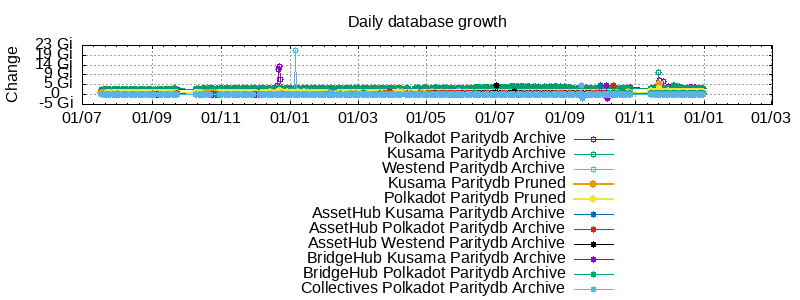 Daily database growth
Change
23 Gi
19 Gi
14 Gi
9 Gi
5 Gi
0
-5 Gi
01/07 01/09 01/11 01/01 01/03 01/05 01/07 01/09 01/11 01/01 01/03
Polkadot Paritydb Archive
Kusama Paritydb Archive
Westend Paritydb Archive
Kusama Paritydb Pruned
Polkadot Paritydb Pruned
AssetHub Kusama Paritydb Archive
AssetHub Polkadot Paritydb Archive
AssetHub Westend Paritydb Archive
BridgeHub Kusama Paritydb Archive
BridgeHub Polkadot Paritydb Archive
Collectives Polkadot Paritydb Archive